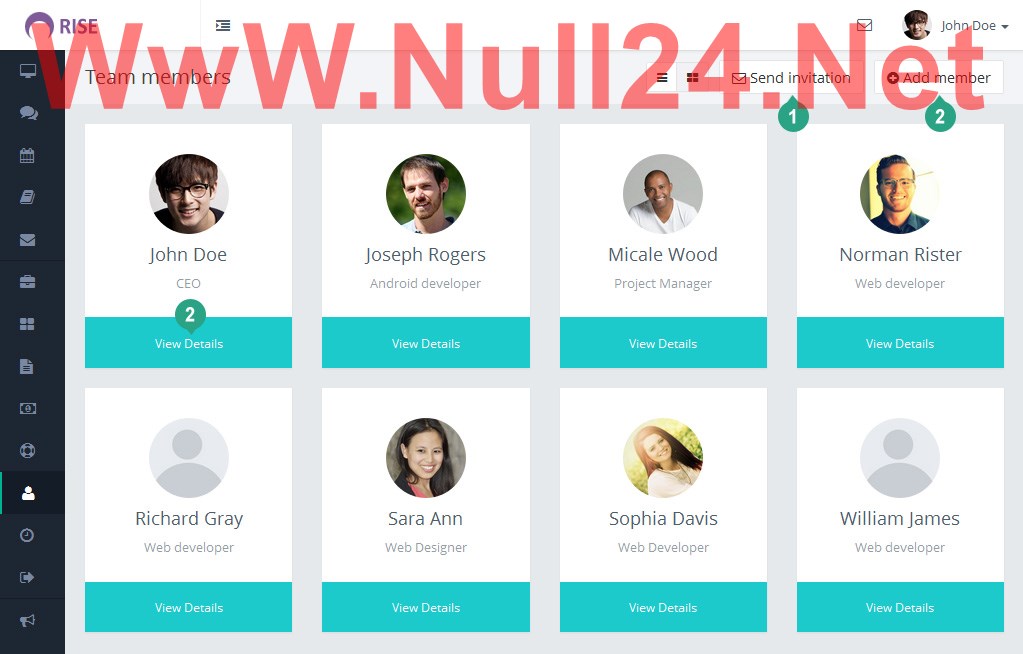 RISE
John Doe
WwW.Null24.Net
Team members
Send invitation
Add member
1
2
John Doe
Joseph Rogers
Micale Wood
Norman Rister
CEO
Android developer
Project Manager
Web developer
2
View Details
View Details
View Details
View Details
Richard Gray
Sara Ann
Sophia Davis
William James
Web developer
Web Designer
Web Developer
Web developer
View Details
View Details
View Details
View Details